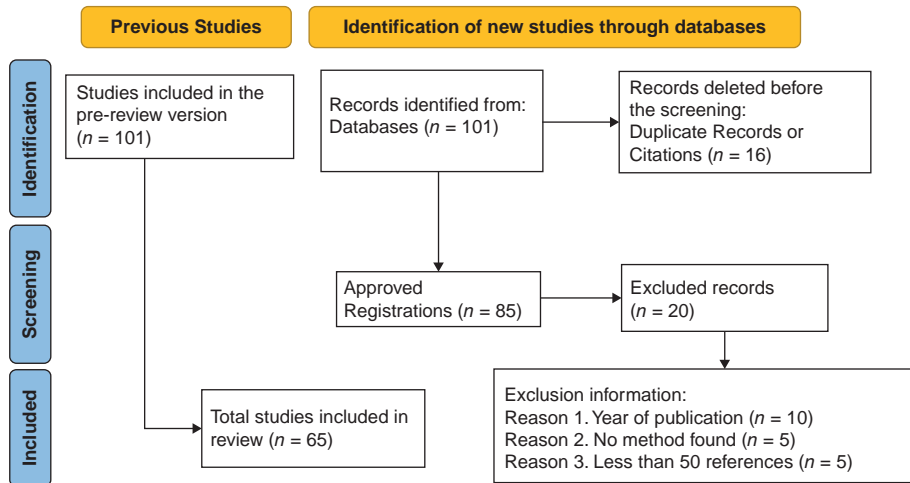 Previous Studies
Identification of new studies through databases
Identification
Studies included in the
pre-review version
(n = 101)
Records identified from:
Databases (n = 101)
Records deleted before
the screening:
Duplicate Records or
Citations (n = 16)
Screening
Approved
Registrations (n = 85)
Excluded records
(n = 20)
Included
Total studies included in
review (n = 65)
Exclusion information:
Reason 1. Year of publication (n = 10)
Reason 2. No method found (n = 5)
Reason 3. Less than 50 references (n = 5)